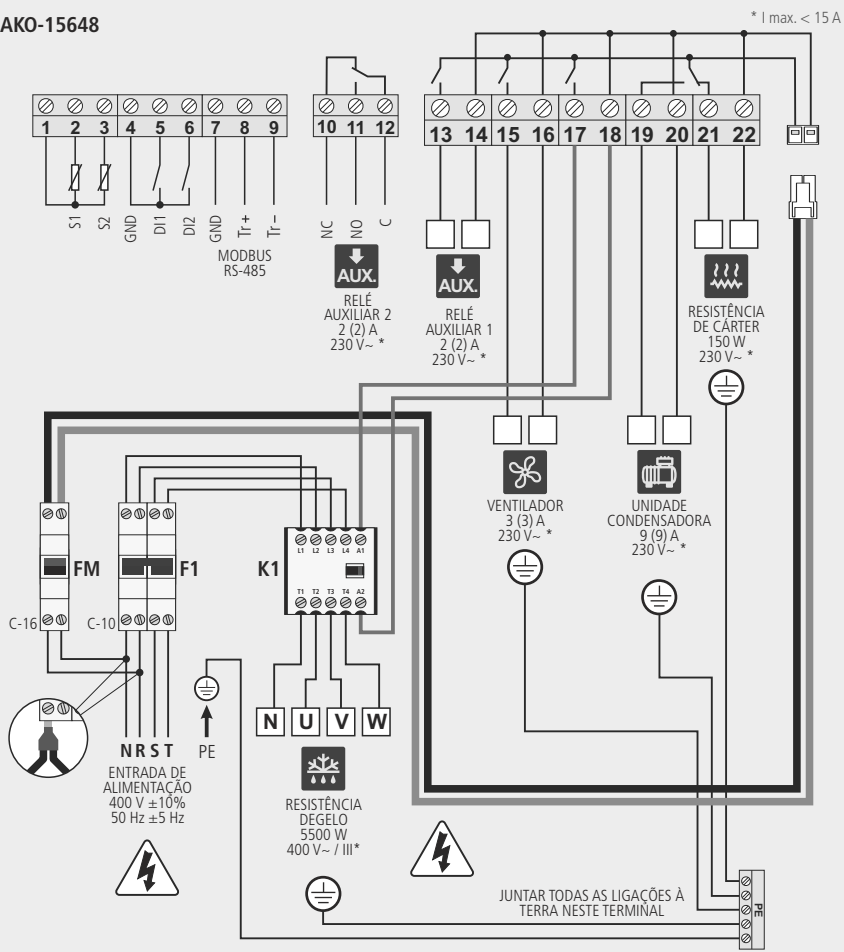 AKO-15648
* I max. < 15 A
1 2 3 4 5 6 7 8 9
10 11 12
13 14 15 16 17 18 19 20 21 22
S1
S2
GND
DI1
DI2
GND
Tr +
Tr –
MODBUS
RS-485
NC
NO
C
AUX.
RELÉ
AUXILIAR 2
2 (2) A
230 V~ *
AUX.
RELÉ
AUXILIAR 1
2 (2) A
230 V~ *
RESISTÊNCIA
DE CÁRTER
150 W
230 V~ *
VENTILADOR
3 (3) A
230 V~ *
UNIDADE
CONDENSADORA
9 (9) A
230 V~ *
FM
C-16
F1
C-10
K1
L1 L2 L3 L4 A1
T1 T2 T3 T4 A2
N R S T
ENTRADA DE
ALIMENTAÇÃO
400 V ±10%
50 Hz ±5 Hz
PE
N U V W
RESISTÊNCIA
DEGELO
5500 W
400 V~ / III*
JUNTAR TODAS AS LIGAÇÕES À
TERRA NESTE TERMINAL
PE